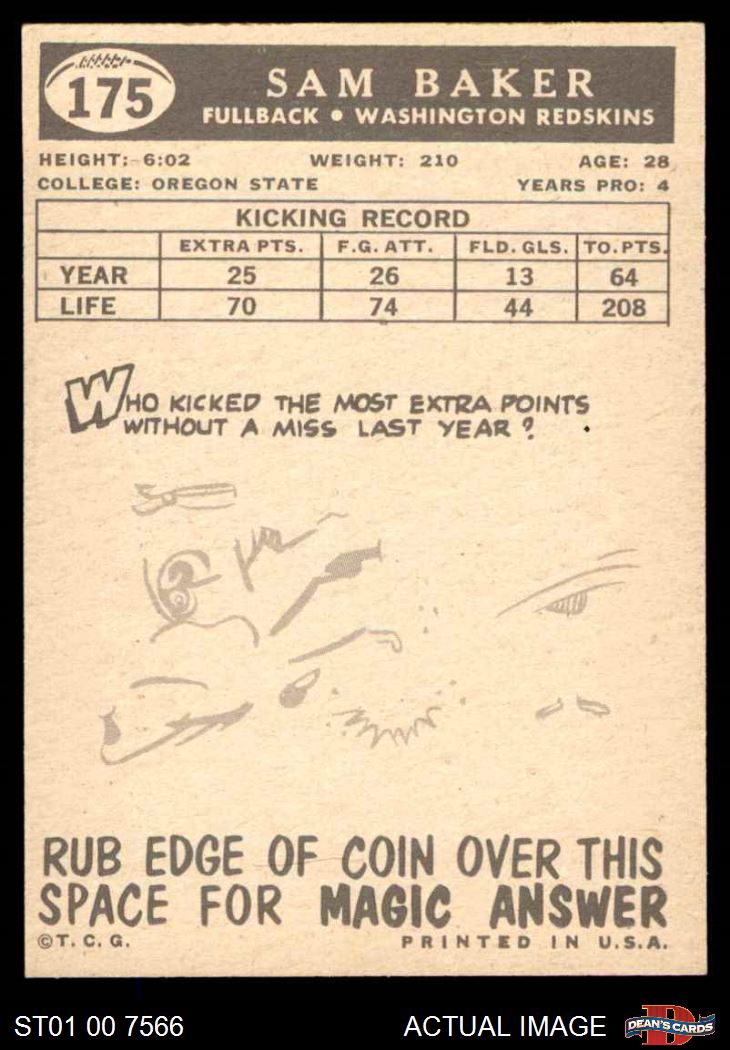 175
SAM BAKER
FULLBACK • WASHINGTON REDSKINS
HEIGHT: 6:02 WEIGHT: 210 AGE: 28
COLLEGE: OREGON STATE YEARS PRO: 4
KICKING RECORD
EXTRA PTS. F.G. ATT. FLD. GLS. TO. PTS.
YEAR 25 26 13 64
LIFE 70 74 44 208
WHO KICKED THE MOST EXTRA POINTS
WITHOUT A MISS LAST YEAR?
RUB EDGE OF COIN OVER THIS
SPACE FOR MAGIC ANSWER
©T. C. G. PRINTED IN U.S.A.
ST01 00 7566 ACTUAL IMAGE D DEAN'S CARDS